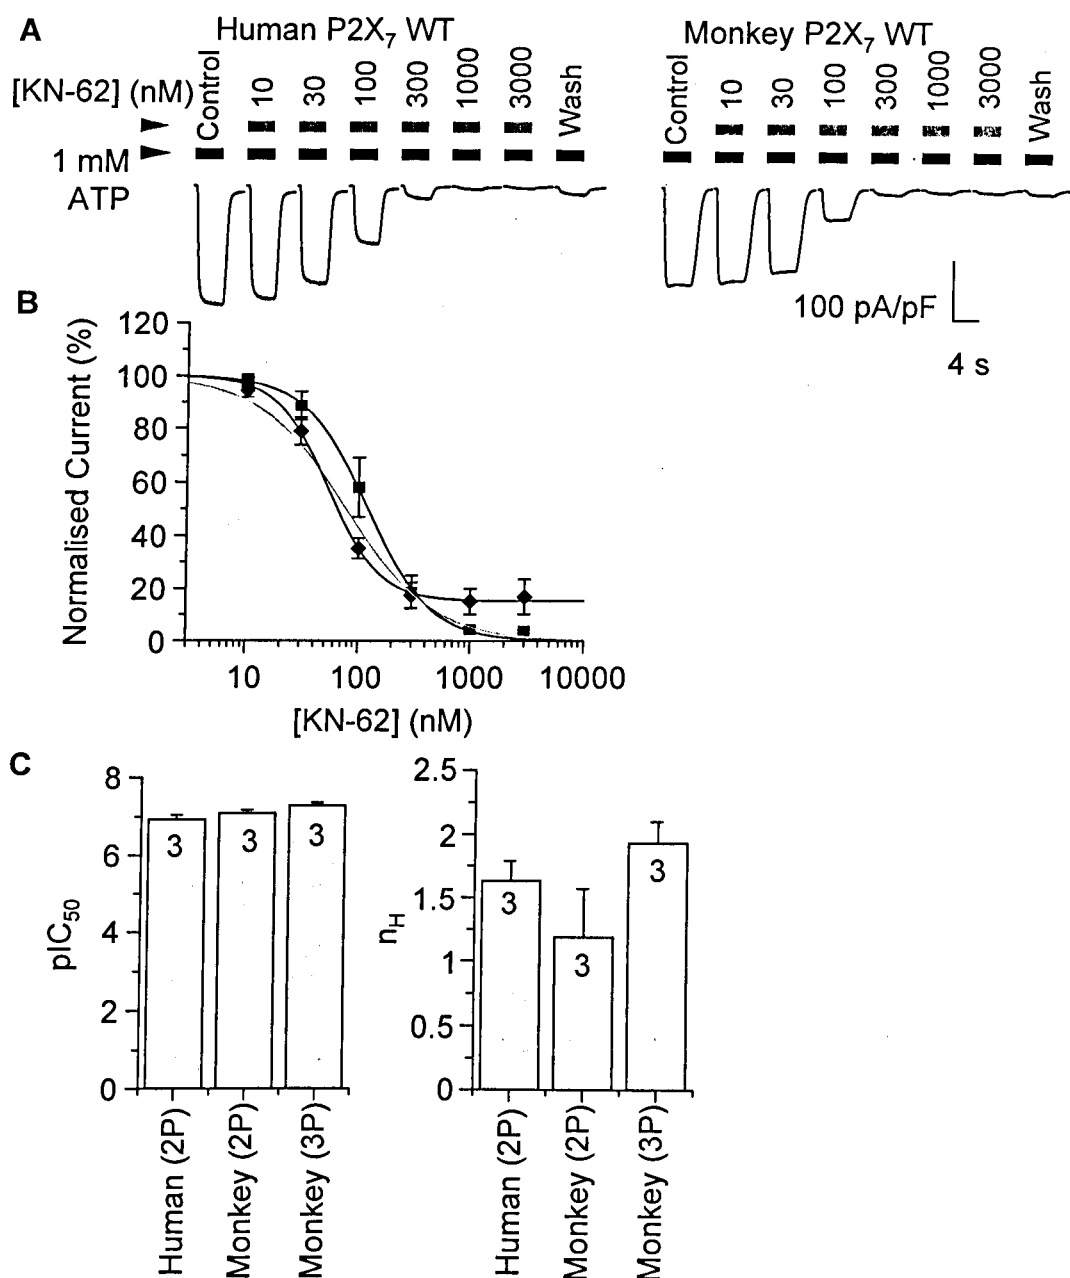 A
Human P2X7 WT
Monkey P2X7 WT
[KN-62] (nM)
Control
10
30
100
300
1000
3000
Wash
Control
10
30
100
300
1000
3000
Wash
1 mM
ATP
100 pA/pF
4 s
B
Normalised Current (%)
120
100
80
60
40
20
0
10
100
1000
10000
[KN-62] (nM)
C
pIC50
8
6
4
2
0
3
3
3
Human (2P)
Monkey (2P)
Monkey (3P)
nH
2.5
2
1.5
1
0.5
0
3
3
3
Human (2P)
Monkey (2P)
Monkey (3P)